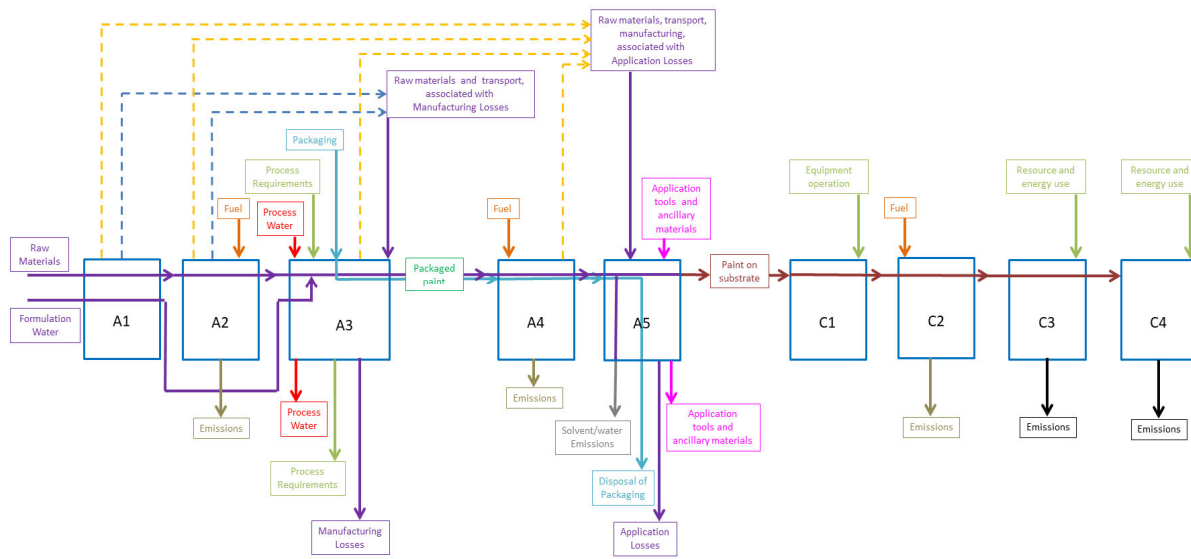 Raw materials, transport,
manufacturing,
associated with
Application Losses
Raw materials and transport,
associated with
Manufacturing Losses
Packaging
Process
Requirements
Fuel
Process
Water
Fuel
Application
tools and
ancillary
materials
Equipment
operation
Fuel
Resource and
energy use
Resource and
energy use
Raw
Materials
Formulation
Water
Packaged
paint
Paint on
substrate
A1
A2
A3
A4
A5
C1
C2
C3
C4
Emissions
Process
Water
Process
Requirements
Manufacturing
Losses
Emissions
Solvent/water
Emissions
Application
tools and
ancillary materials
Disposal of
Packaging
Application
Losses
Emissions
Emissions
Emissions